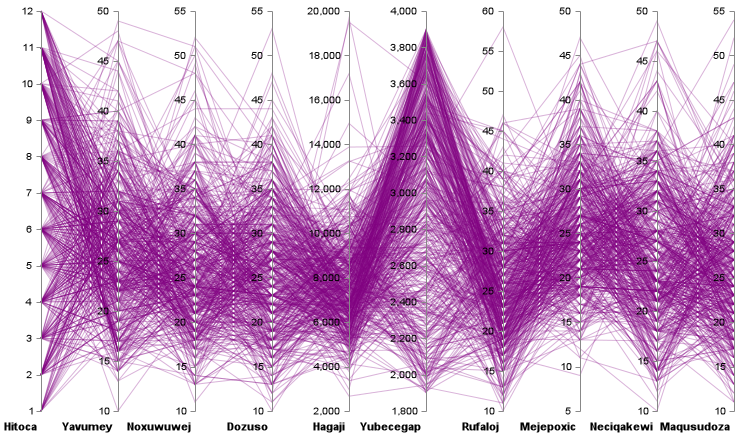 12 50 55 55 20,000 4,000 60 50 50 55
11 45 50 50 18,000 3,800 55 45 45 50
10 40 45 45 16,000 3,600 50 40 40 45
9 35 40 40 14,000 3,400 45 35 35 40
8 30 35 35 12,000 3,200 40 30 30 35
7 25 30 30 10,000 3,000 35 25 25 30
6 20 25 25 8,000 2,800 30 20 20 25
5 15 20 20 6,000 2,600 25 15 15 20
4 10 15 15 4,000 2,400 20 10 10 15
3 10 10 2,000 2,200 15 5 10
2 2,000 10
1 1,800
Hitoca Yavumey Noxuwuwej Dozuso Hagaji Yubecegap Rufaloj Mejepoxic Neciqakewi Maqusudoza